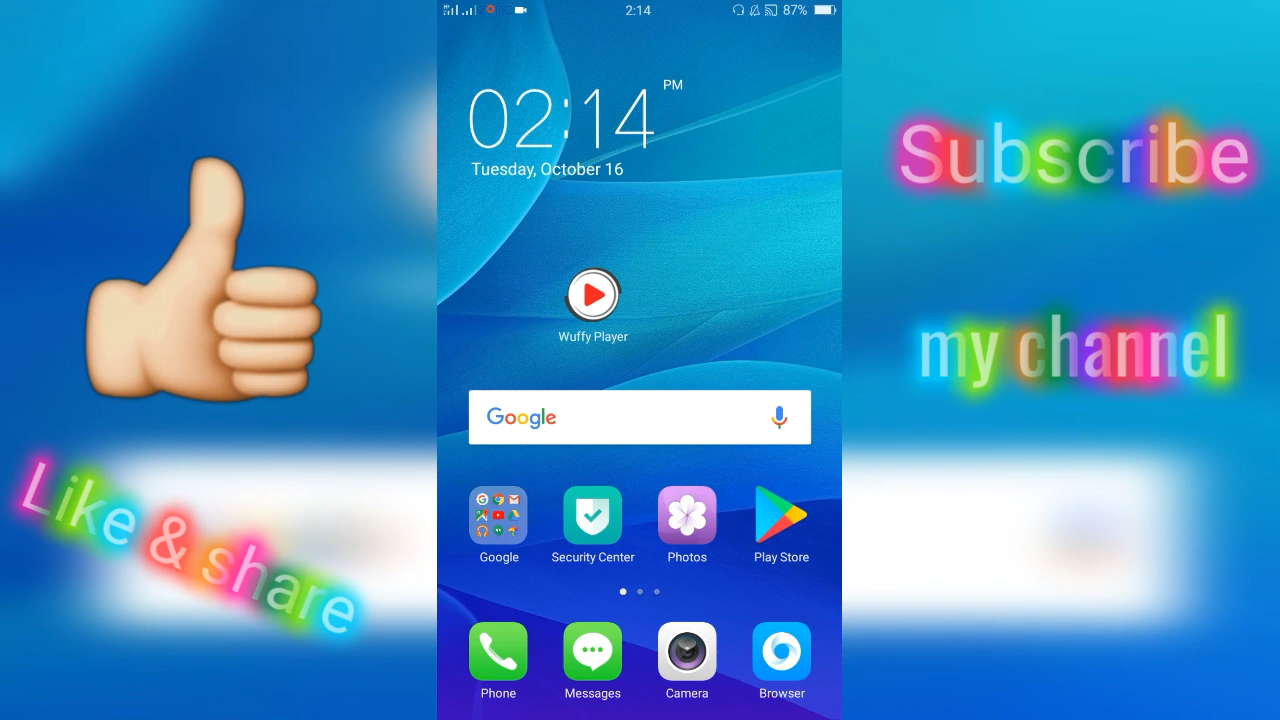 2:14
87%
02:14 PM
Tuesday, October 16
Wuffy Player
Google
Google
Security Center
Photos
Play Store
Phone
Messages
Camera
Browser
Like & share
Subscribe
my channel